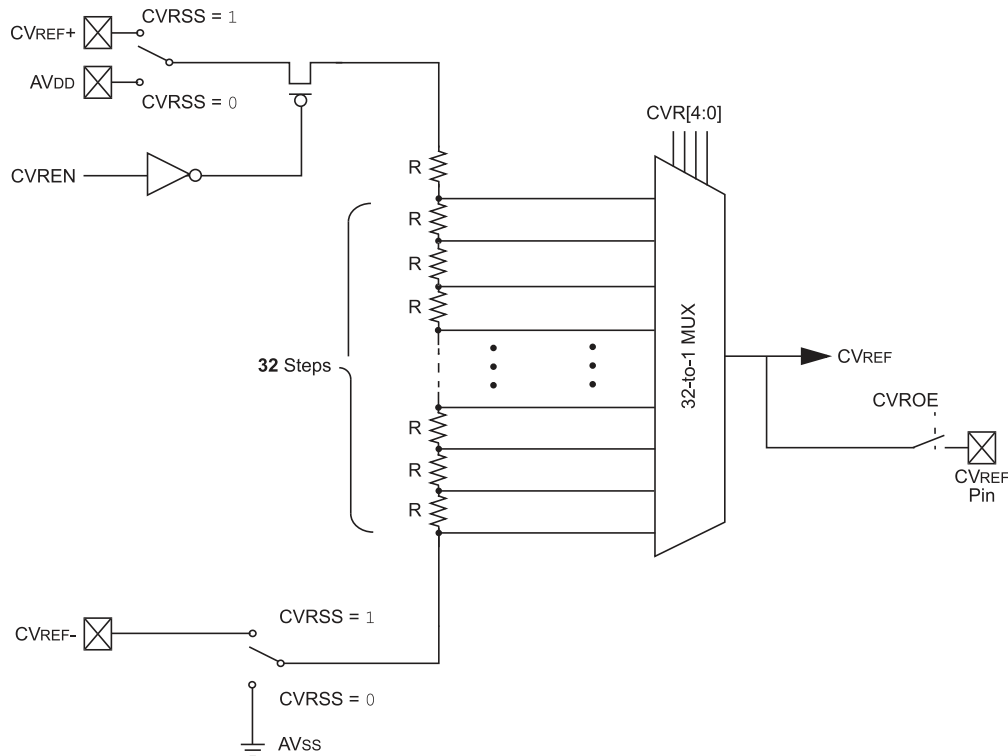 CVRSS = 1
CVREF+
AVDD
CVRSS = 0
CVR[4:0]
CVREN
R
R
R
R
32 Steps
32-to-1 MUX
CVREF
CVROE
R
R
R
CVREF
Pin
CVRSS = 1
CVREF-
CVRSS = 0
AVSS